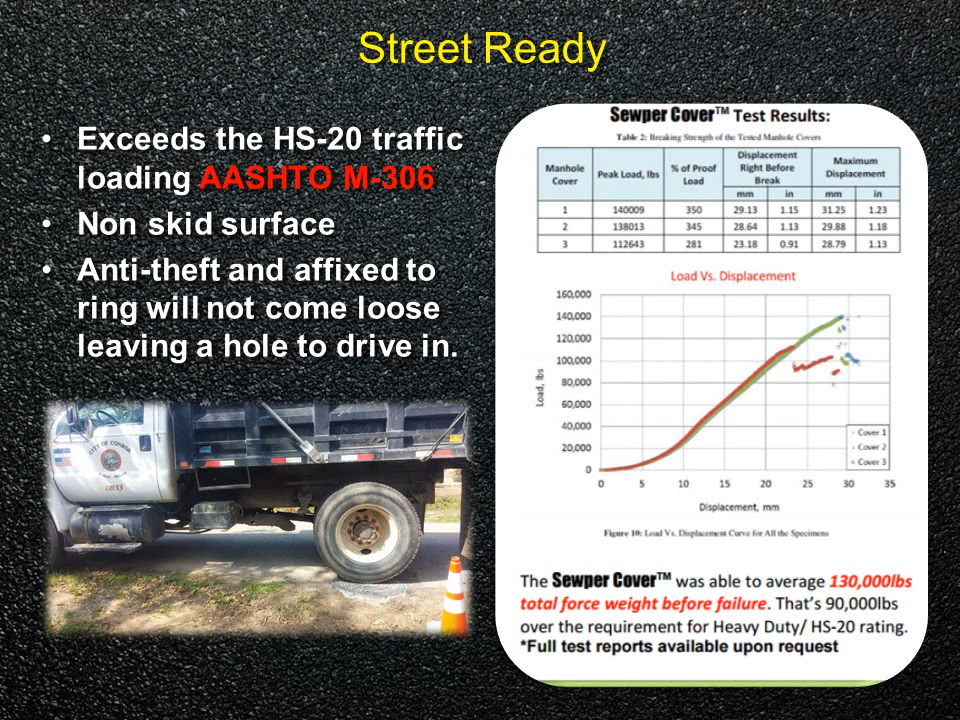 Street Ready
• Exceeds the HS-20 traffic
loading AASHTO M-306
• Non skid surface
• Anti-theft and affixed to
ring will not come loose
leaving a hole to drive in.
CITY OF CONROE
0833
Sewper Cover™ Test Results:
Table 2: Breaking Strength of the Tested Manhole Covers
Manhole Cover Peak Load, lbs % of Proof Load Displacement Right Before Break Maximum Displacement
mm in mm in
1 140009 350 29.13 1.15 31.25 1.23
2 138013 345 28.64 1.13 29.88 1.18
3 112643 281 23.18 0.91 28.79 1.13
Load Vs. Displacement
160,000
140,000
120,000
100,000
80,000
60,000
40,000
20,000
0
Load, lbs
Cover 1
Cover 2
Cover 3
0 5 10 15 20 25 30 35
Displacement, mm
Figure 10: Load Vs. Displacement Curve for All the Specimens
The Sewper Cover™ was able to average 130,000lbs
total force weight before failure. That's 90,000lbs
over the requirement for Heavy Duty/ HS-20 rating.
*Full test reports available upon request